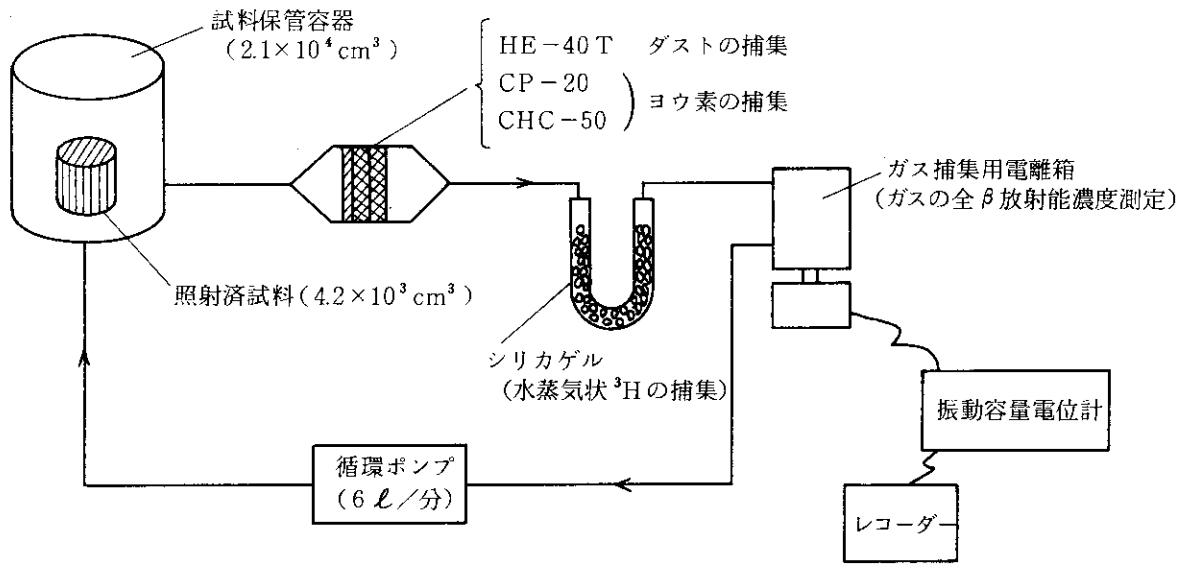 試料保管容器
(2.1×10⁴cm³)
HE-40T ダストの捕集
CP-20
CHC-50
ヨウ素の捕集
ガス捕集用電離箱
(ガスの全β放射能濃度測定)
照射済試料(4.2×10³cm³)
シリカゲル
(水蒸気状³Hの捕集)
振動容量電位計
循環ポンプ
(6ℓ/分)
レコーダー